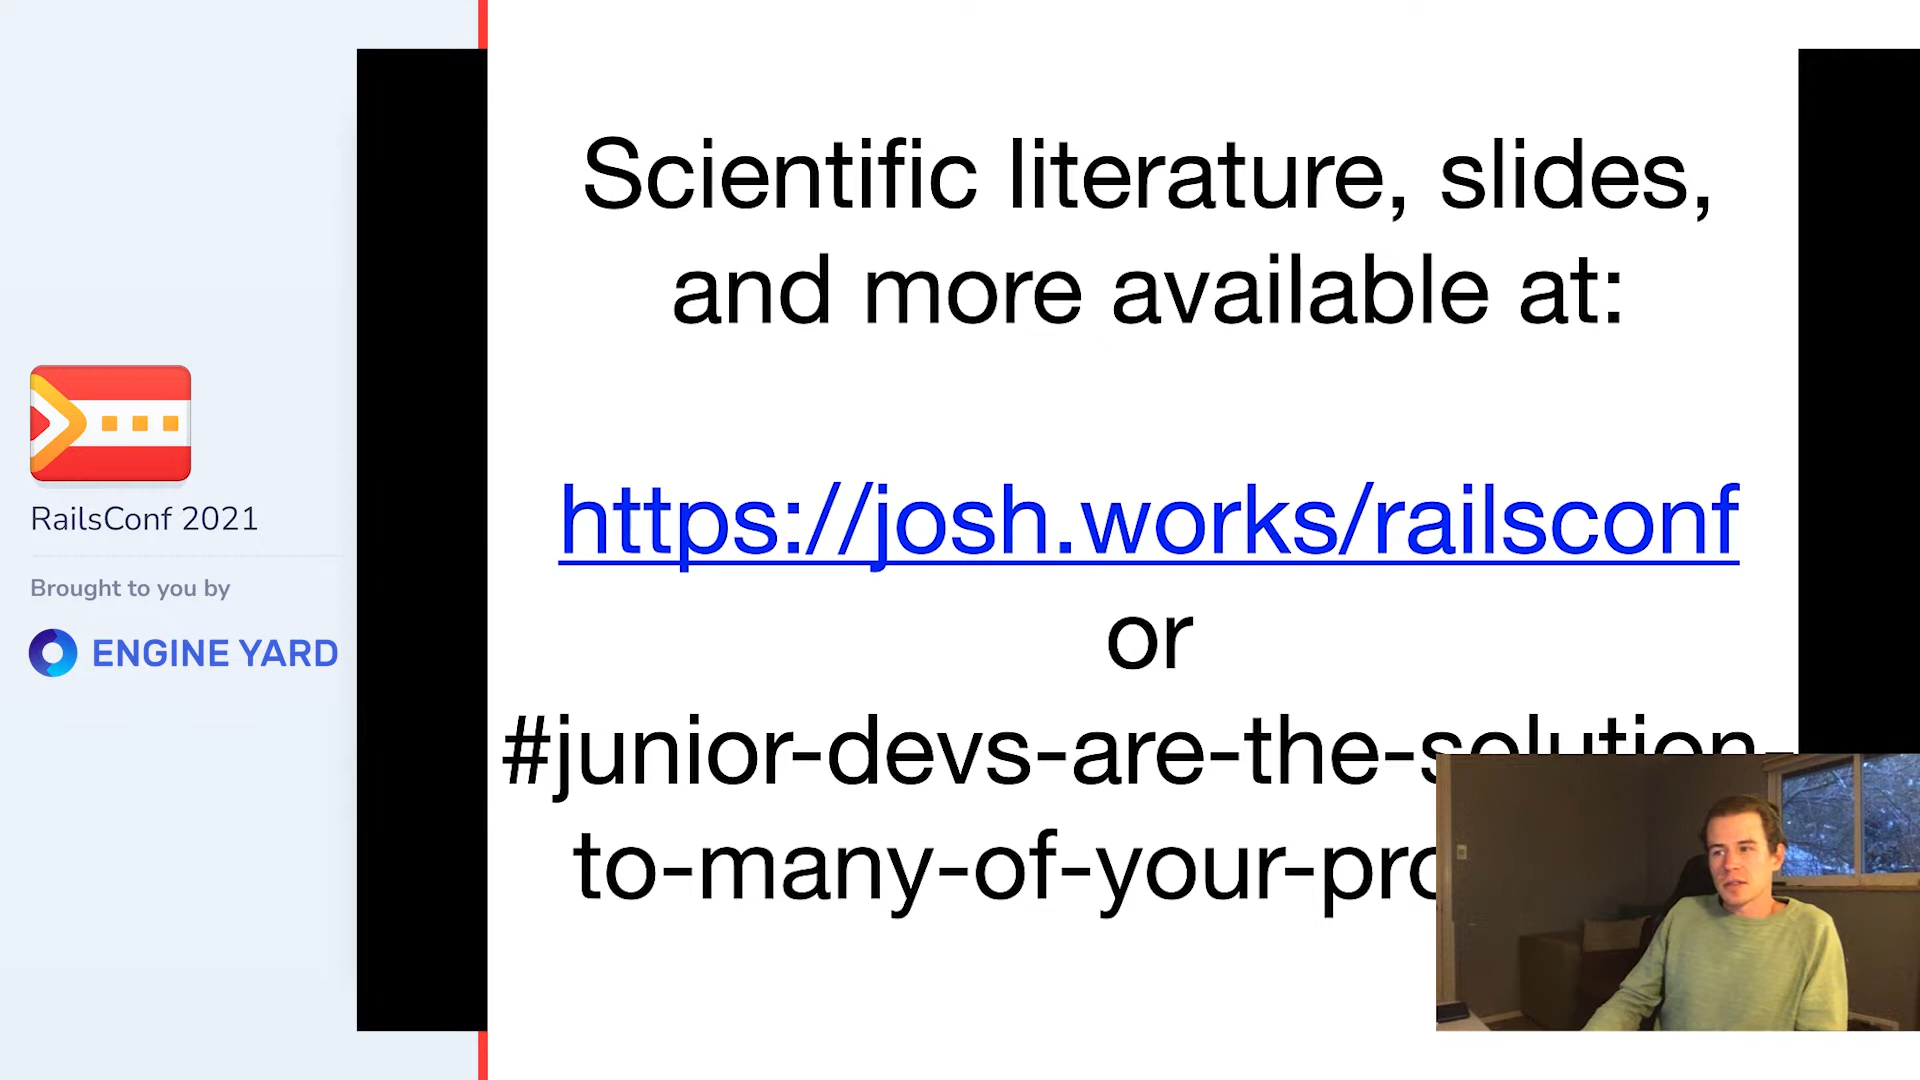 RailsConf 2021
Brought to you by
ENGINE YARD
Scientific literature, slides,
and more available at:
https://josh.works/railsconf
or
#junior-devs-are-the-solution-
to-many-of-your-